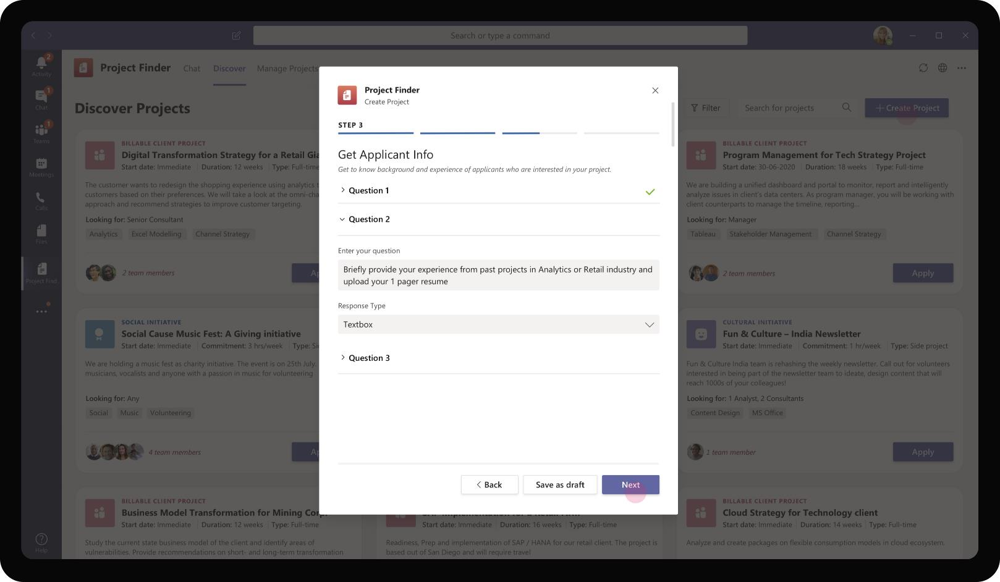 Search or type a command
2
Activity
1
Chat
1
Teams
Meetings
Calls
Files
Project Find...
Help
Project Finder
Chat
Discover
Manage Projects
Discover Projects
Filter
Search for projects
Create Project
BILLABLE CLIENT PROJECT
Digital Transformation Strategy for a Retail
Start date: Immediate
Duration: 12 weeks
Type: Full-time
The customer wants to redesign the shopping experience using analytics
customers based on their preferences. We will take a look at the
approach and recommend strategies to improve customer targeting.
Looking for: Senior Consultant
Analytics
Excel Modelling
Channel Strategy
2 team members
SOCIAL INITIATIVE
Social Cause Music Fest: A Giving initiative
Start date: Immediate
Commitment: 3 hrs/week
Type:
We are holding a music fest as charity initiative. The event is on 25th July.
musicians, vocalists and anyone with a passion in music for volunteering
Looking for: Any
Social
Music
Volunteering
4 team members
BILLABLE CLIENT PROJECT
Business Model Transformation for Mining
Start date: Immediate
Duration: 12 weeks
Type: Full-time
Study the current state business model of the client and identify areas of
vulnerabilities. Provide recommendations on short- and long-term transformation
Project Finder
Create Project
STEP 3
Get Applicant Info
Get to know background and experience of applicants who are interested in your project.
Question 1
Question 2
Enter your question
Briefly provide your experience from past projects in Analytics or Retail industry and
upload your 1 pager resume
Response Type
Textbox
Question 3
Back
Save as draft
Next
Start date: Immediate
Duration: 16 weeks
Type: Full-time
Readiness, Prep and implementation of SAP / HANA for our retail client. The project is
based out of San Diego and will require travel
BILLABLE CLIENT PROJECT
Program Management for Tech Strategy Project
Start date: 30-06-2020
Duration: 18 weeks
Type: Full-time
We are building a unified dashboard and portal to monitor, report and intelligently
analyze issues in client's data centers. As program manager, you will be working with
client counterparts to manage the timeline, reporting...
Looking for: Manager
Tableau
Stakeholder Management
Channel Strategy
2 team members
Apply
CULTURAL INITIATIVE
Fun & Culture – India Newsletter
Start date: Immediate
Commitment: 1 hr/week
Type: Side project
Fun & Culture India team is rehashing the weekly newsletter. Call out for volunteers
interested in being part of the newsletter team to ideate, design content that will
reach 1000s of your colleagues!
Looking for: 1 Analyst, 2 Consultants
Content Design
MS Office
1 team member
Apply
BILLABLE CLIENT PROJECT
Cloud Strategy for Technology client
Start date: Immediate
Duration: 14 weeks
Type: Full-time
Analyze and create packages on flexible consumption models in cloud ecosystem.